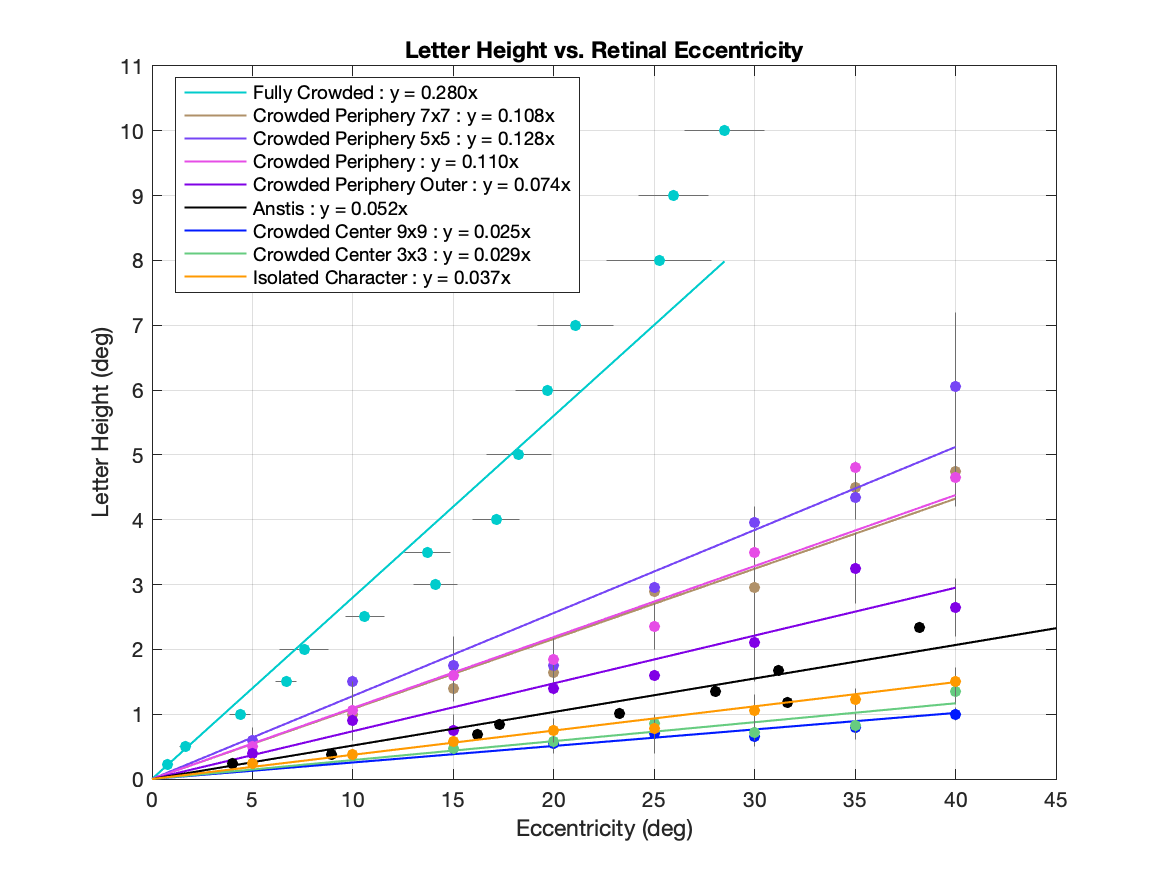 Letter Height vs. Retinal Eccentricity
11
10
9
8
7
6
5
4
3
2
1
0
Letter Height (deg)
Fully Crowded : y = 0.280x
Crowded Periphery 7x7 : y = 0.108x
Crowded Periphery 5x5 : y = 0.128x
Crowded Periphery : y = 0.110x
Crowded Periphery Outer : y = 0.074x
Anstis : y = 0.052x
Crowded Center 9x9 : y = 0.025x
Crowded Center 3x3 : y = 0.029x
Isolated Character : y = 0.037x
0 5 10 15 20 25 30 35 40 45
Eccentricity (deg)